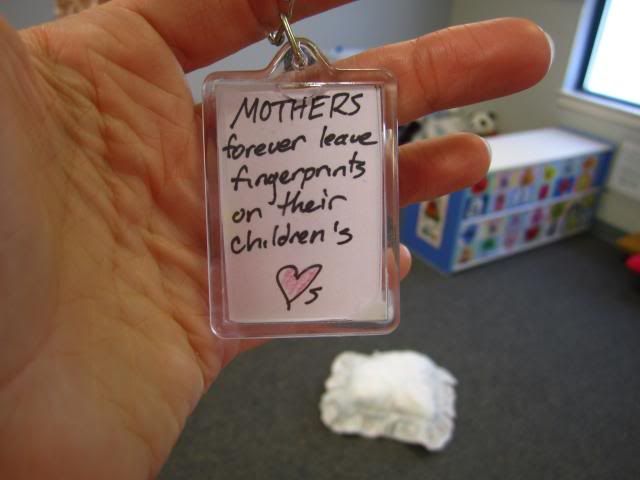 MOTHERS
forever leave
fingerprints
on their
children's
♥s